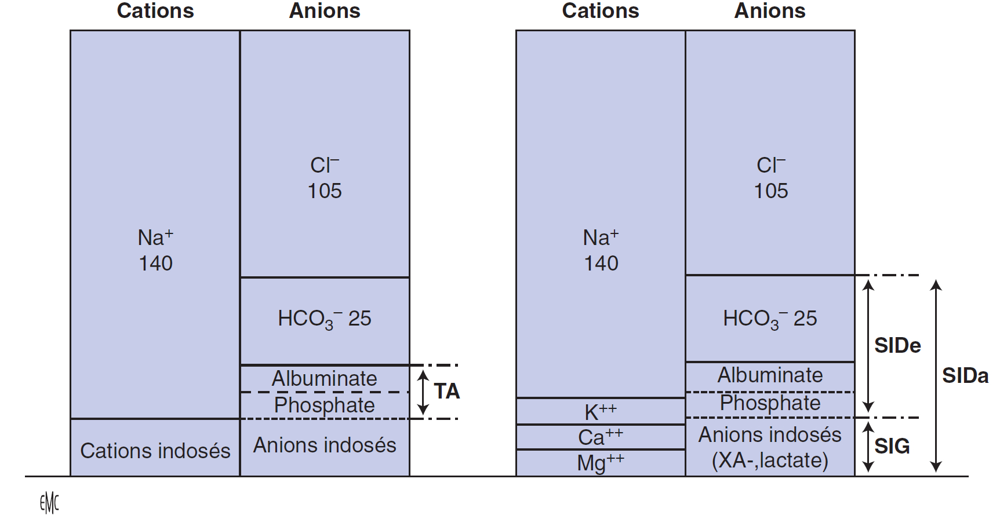 Cations Anions
Na⁺
140
Cl⁻
105
HCO₃⁻ 25
Albuminate
Phosphate
TA
Cations indosés
Anions indosés
Cations Anions
Na⁺
140
Cl⁻
105
HCO₃⁻ 25
Albuminate
Phosphate
K⁺⁺
Ca⁺⁺
Mg⁺⁺
Anions indosés
(XA-,lactate)
SIDe
SIDa
SIG
EMC